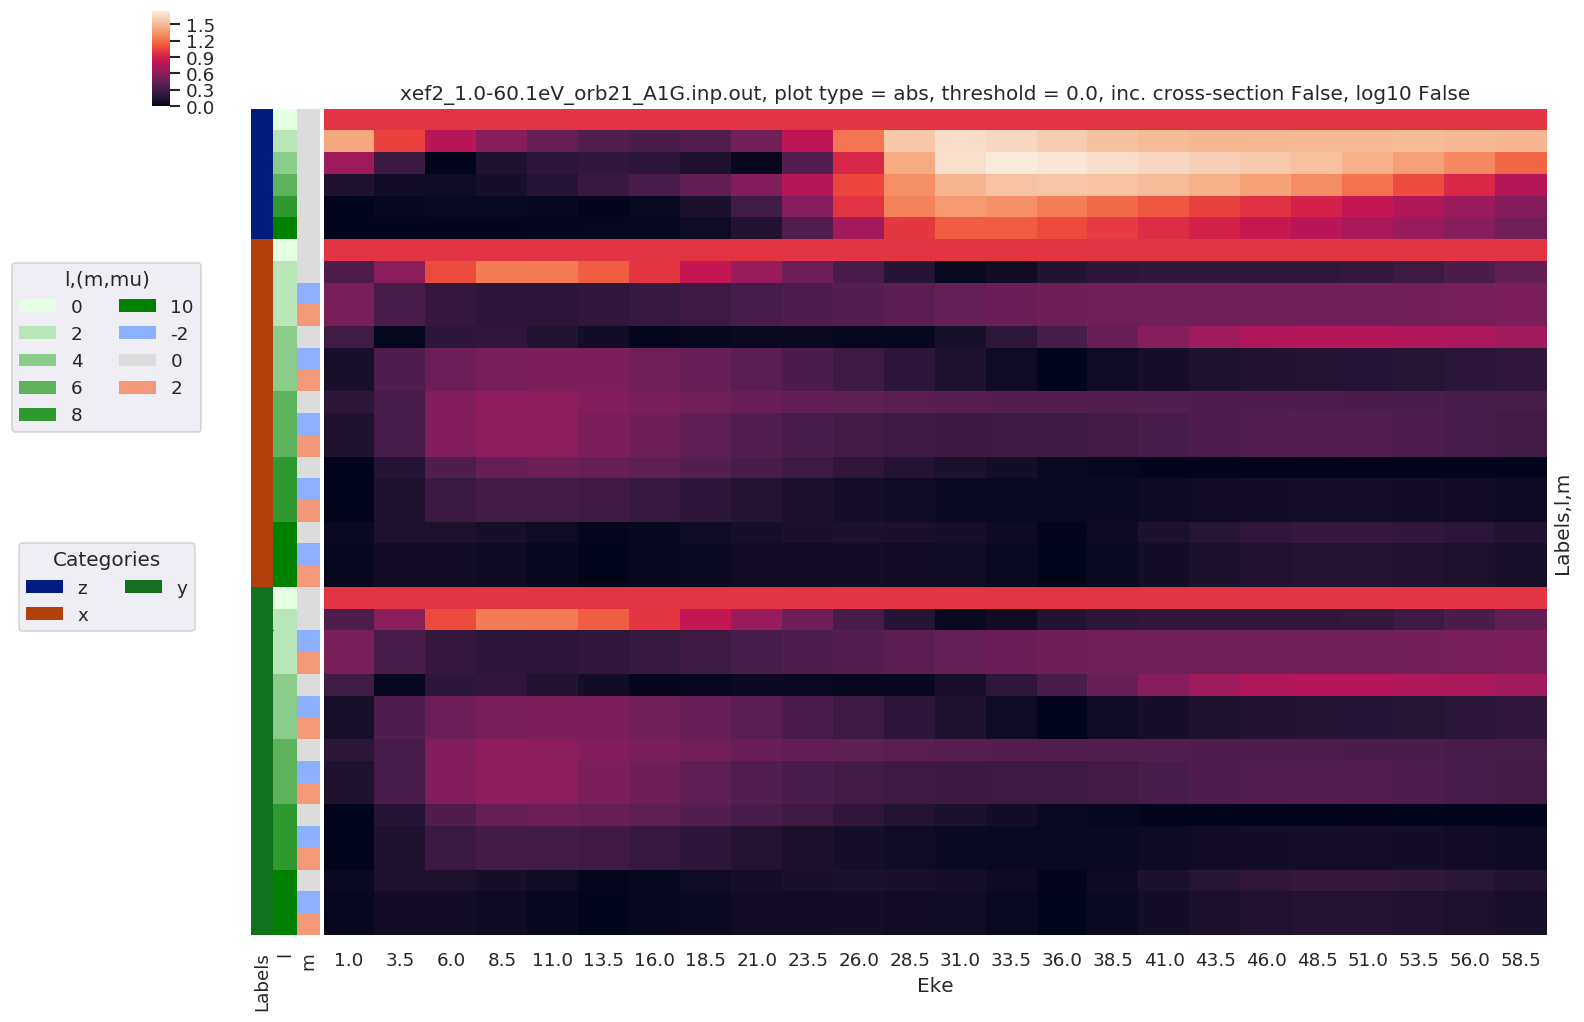 1.5
1.2
0.9
0.6
0.3
0.0
xef2_1.0-60.1eV_orb21_A1G.inp.out, plot type = abs, threshold = 0.0, inc. cross-section False, log10 False
l,(m,mu)
0 10
2 -2
4 0
6 2
8
Categories
z y
x
Labels,l,m
1.0 3.5 6.0 8.5 11.0 13.5 16.0 18.5 21.0 23.5 26.0 28.5 31.0 33.5 36.0 38.5 41.0 43.5 46.0 48.5 51.0 53.5 56.0 58.5
Labels l m
Eke